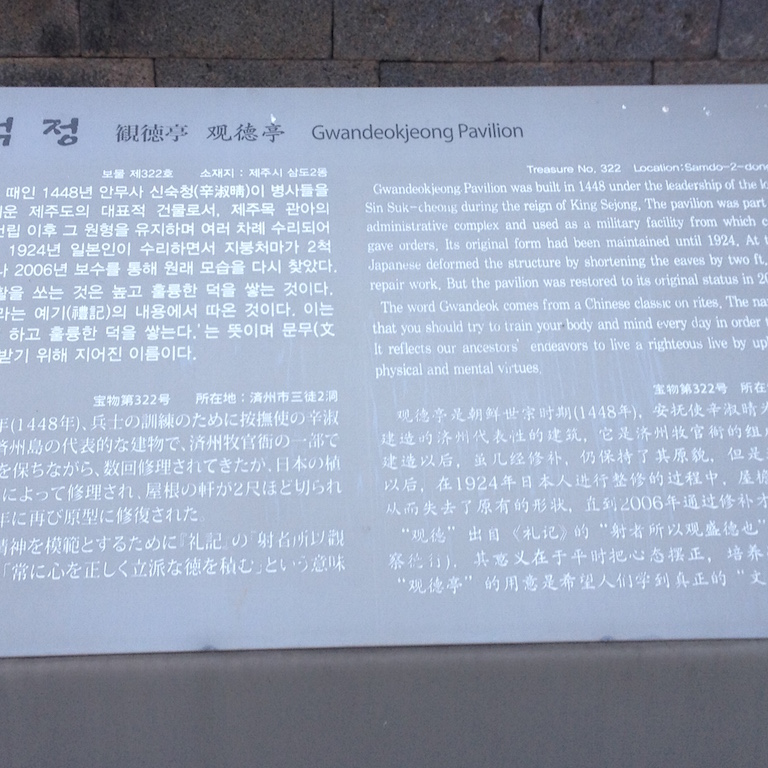 정 観徳亭 观德亭 Gwandeokjeong Pavilion
보물 제322호 소재지 : 제주시 삼도2동
때인 1448년 안무사 신숙청(辛淑晴)이 병사들을
제주도의 대표적 건물로서, 제주목 관아의
이후 그 원형을 유지하며 여러 차례 수리되어
1924년 일본인이 수리하면서 지붕처마가 2척
2006년 보수를 통해 원래 모습을 다시 찾았다.
쏘는 것은 높고 훌륭한 덕을 쌓는 것이다.
라는 예기(禮記)의 내용에서 따온 것이다. 이는
하고 훌륭한 덕을 쌓는다.'는 뜻이며 문무(文
받기 위해 지어진 이름이다.
Treasure No. 322 Location:Samdo-2-dong
Gwandeokjeong Pavilion was built in 1448 under the leadership of the
Sin Suk-cheong during the reign of King Sejong. The pavilion was part
administrative complex and used as a military facility from which
gave orders. Its original form had been maintained until 1924. At
Japanese deformed the structure by shortening the eaves by two ft.
repair work. But the pavilion was restored to its original status in
The word Gwandeok comes from a Chinese classic on rites. The
that you should try to train your body and mind every day in order
It reflects our ancestors' endeavors to live a righteous live by
physical and mental virtues.
宝物第322号 所在地 : 済州市三徒2洞
(1448年)、兵士の訓練のために按撫使の辛淑
済州島の代表的な建物で、済州牧官衙の一部で
を保ちながら、数回修理されてきたが、日本の植
によって修理され、屋根の軒が2尺ほど切られ
年に再び原型に修復された。
精神を模範とするために『礼記』の「射者所以觀
「常に心を正しく立派な徳を積む」という意味
宝物第322号 所在
观德亭是朝鲜世宗时期(1448年), 安抚使辛淑晴
建造的济州代表性的建筑, 它是济州牧官衙的组
建造以后, 虽几经修补, 仍保持了其原貌, 但是
以后, 在1924年日本人进行整修的过程中, 屋檐
从而失去了原有的形状, 直到2006年通过修补
“观德” 出自《礼记》的 “射者所以观盛德也”
其意义在于平时把心态摆正, 培养
“观德亭” 的用意是希望人们学到真正的 “文